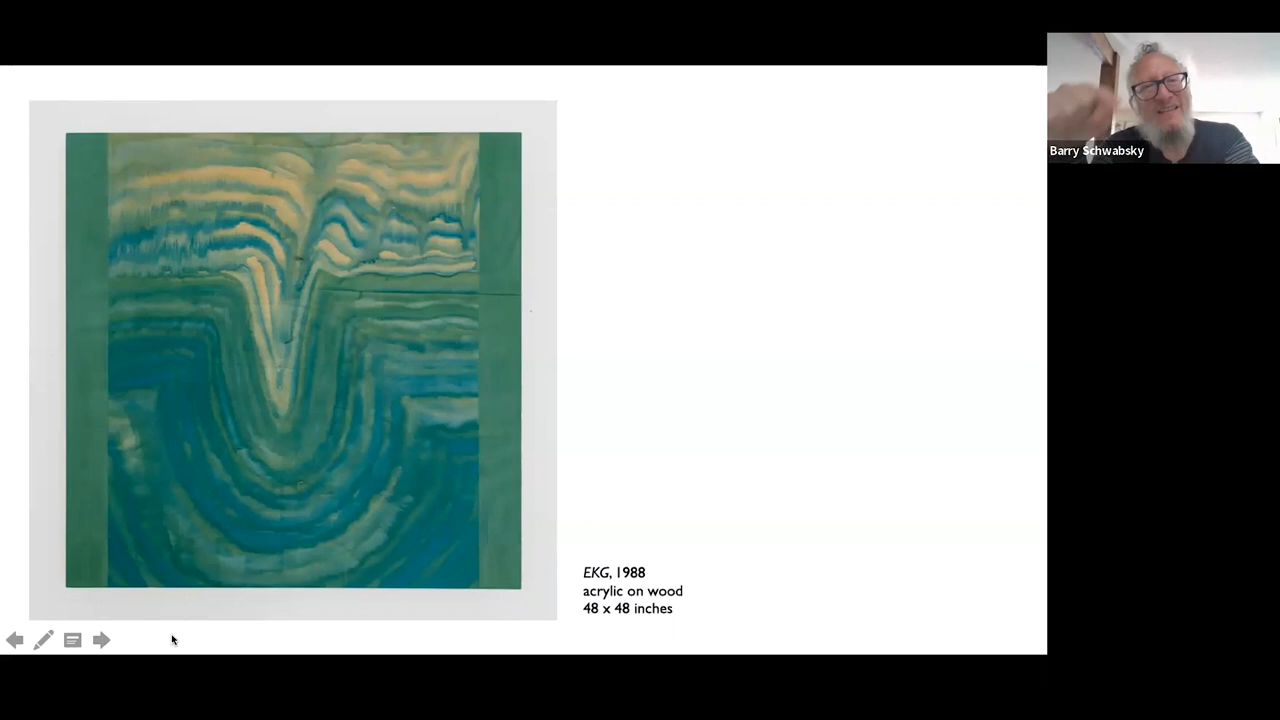 Barry Schwabsky
EKG, 1988
acrylic on wood
48 x 48 inches